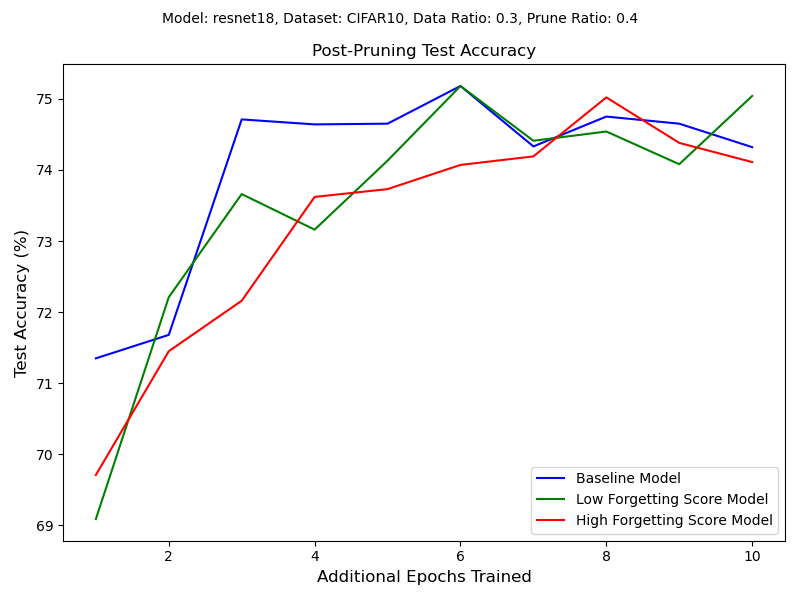 Model: resnet18, Dataset: CIFAR10, Data Ratio: 0.3, Prune Ratio: 0.4
Post-Pruning Test Accuracy
Test Accuracy (%)
75
74
73
72
71
70
69
2 4 6 8 10
Additional Epochs Trained
Baseline Model
Low Forgetting Score Model
High Forgetting Score Model